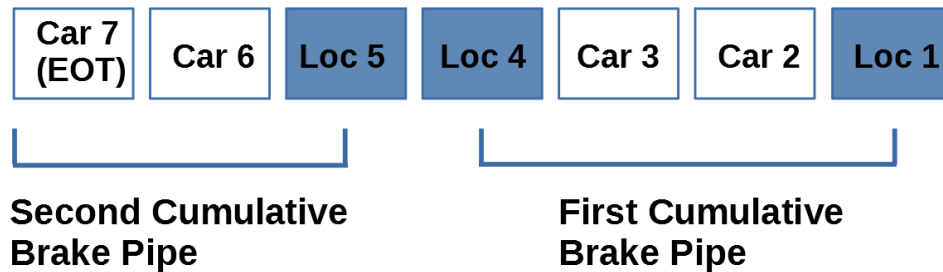 Car 7
(EOT)
Car 6
Loc 5
Loc 4
Car 3
Car 2
Loc 1
Second Cumulative
Brake Pipe
First Cumulative
Brake Pipe